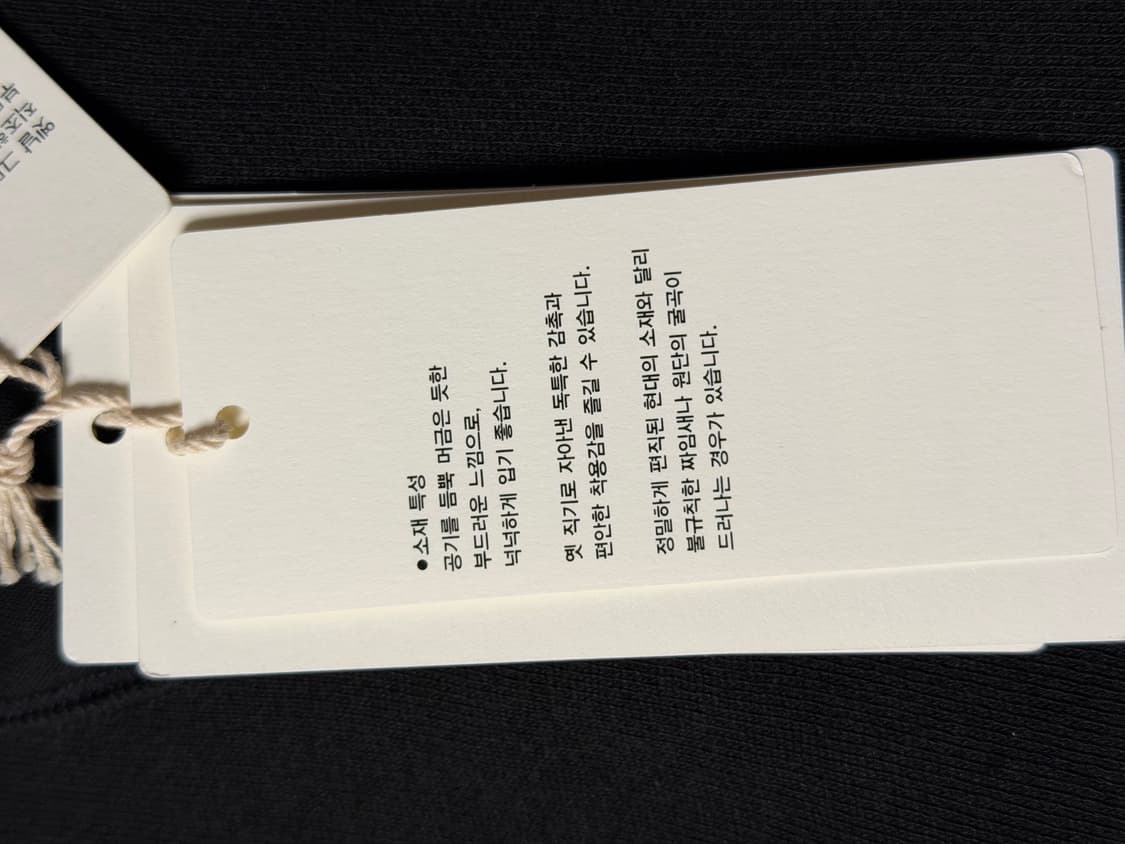 ●소재 특성
공기를 듬뿍 머금은 듯한
부드러운 느낌으로,
넉넉하게 입기 좋습니다.
옛 직기로 자아낸 독특한 감촉과
편안한 착용감을 즐길 수 있습니다.
정밀하게 편직된 현대의 소재와 달리
불규칙한 짜임새나 원단의 굴곡이
드러나는 경우가 있습니다.